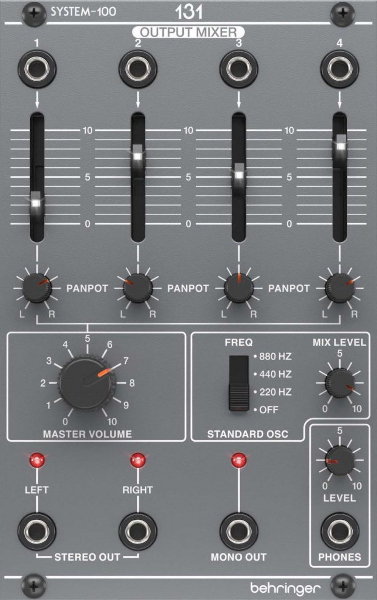 SYSTEM-100 131
OUTPUT MIXER
1 2 3 4
10 10 10
5 5 5
0 0 0
PANPOT PANPOT PANPOT
L R L R L R L R
0 1 2 3 4 5 6 7 8 9 10
MASTER VOLUME
FREQ
880 HZ
440 HZ
220 HZ
OFF
STANDARD OSC
MIX LEVEL
5
0 10
LEFT RIGHT
STEREO OUT
MONO OUT
5
0 10
LEVEL
PHONES
behringer